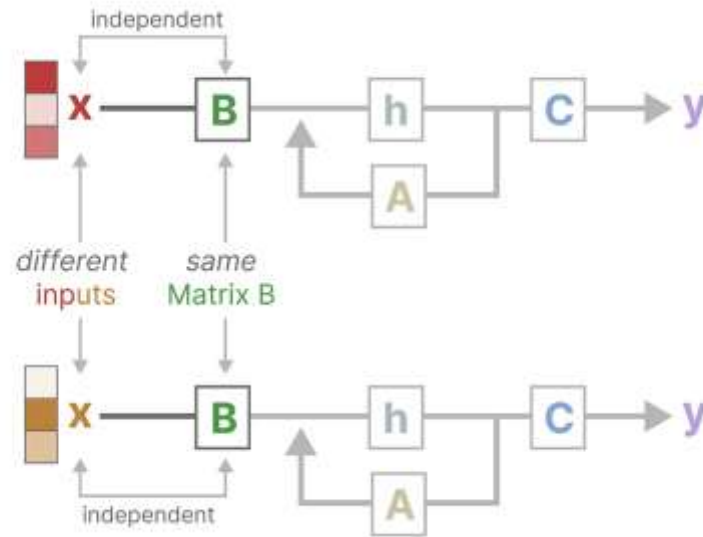 independent
x B h C y
A
different same
inputs Matrix B
x B h C y
A
independent